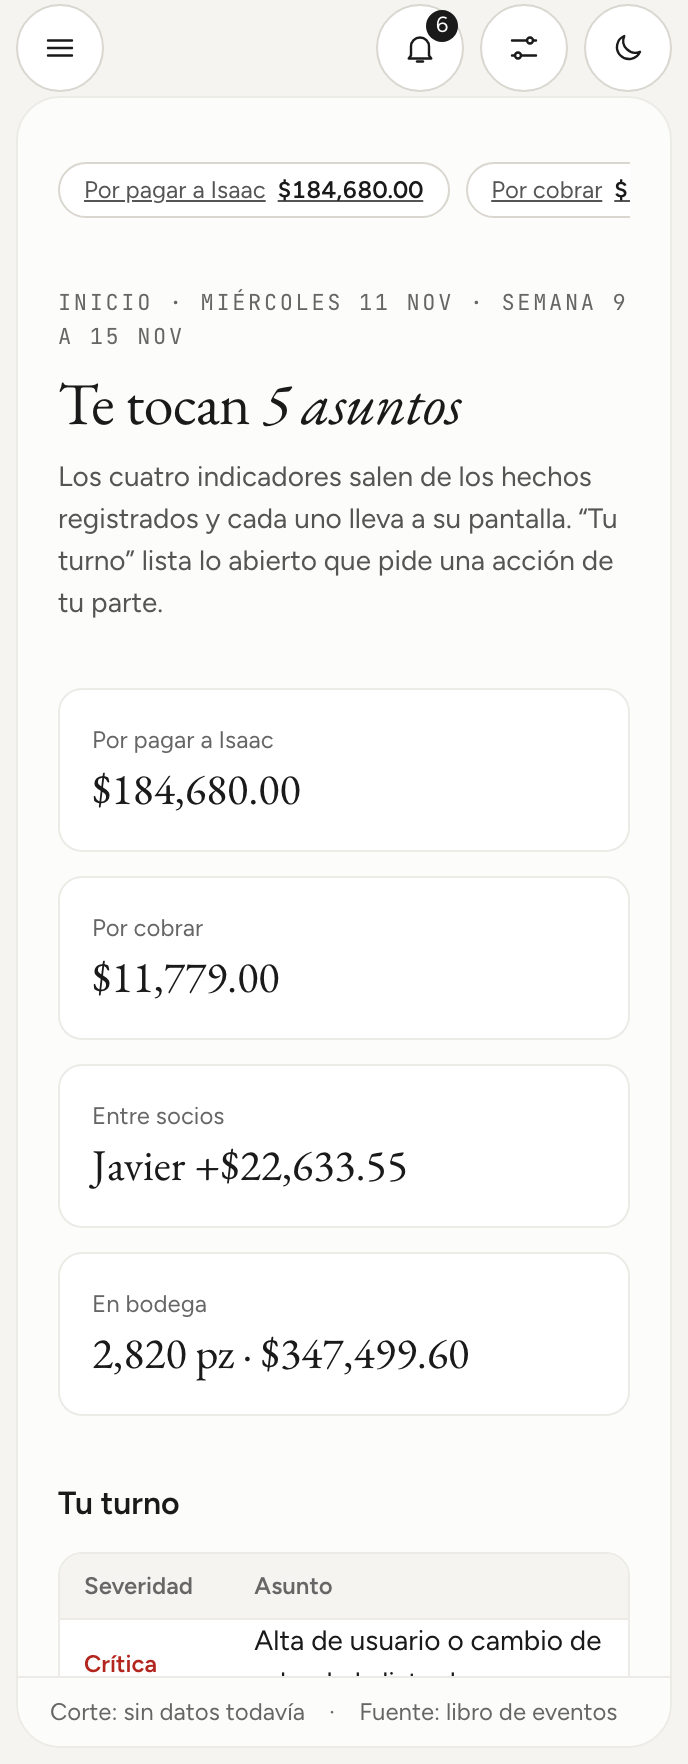 6
Por pagar a Isaac $184,680.00 Por cobrar $
INICIO · MIÉRCOLES 11 NOV · SEMANA 9
A 15 NOV
Te tocan 5 asuntos
Los cuatro indicadores salen de los hechos
registrados y cada uno lleva a su pantalla. “Tu
turno” lista lo abierto que pide una acción de
tu parte.
Por pagar a Isaac
$184,680.00
Por cobrar
$11,779.00
Entre socios
Javier +$22,633.55
En bodega
2,820 pz · $347,499.60
Tu turno
Severidad Asunto
Alta de usuario o cambio de
Crítica
Corte: sin datos todavía · Fuente: libro de eventos